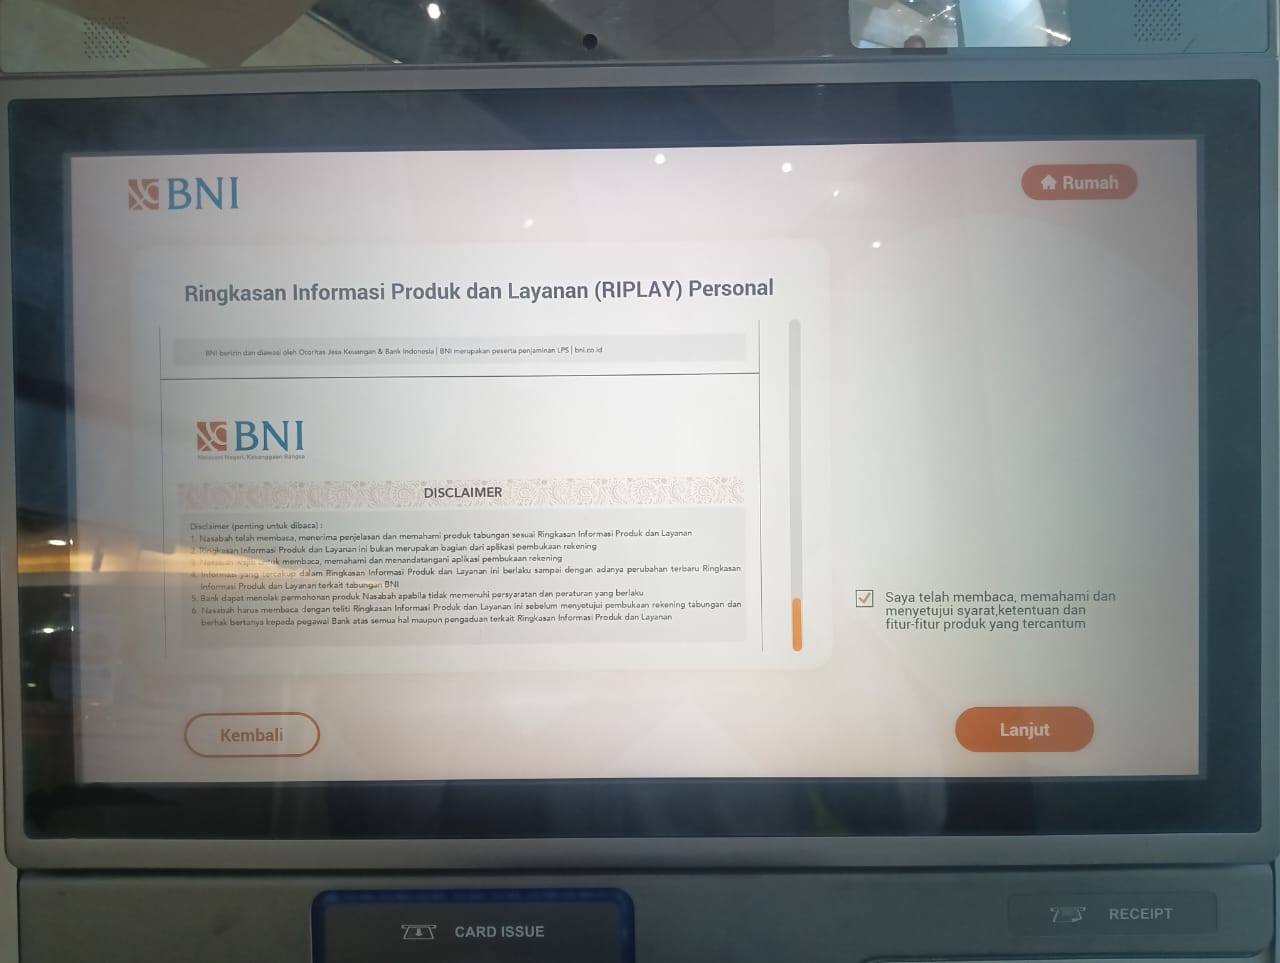 BNI
Rumah
Ringkasan Informasi Produk dan Layanan (RIPLAY) Personal
BNI berizin dan diawasi oleh Otoritas Jasa Keuangan & Bank Indonesia | BNI merupakan peserta penjaminan LPS | bni.co.id
BNI
Melayani Negeri, Kebanggaan Bangsa
DISCLAIMER
Disclaimer (penting untuk dibaca) :
1. Nasabah telah membaca, menerima penjelasan dan memahami produk tabungan sesuai Ringkasan Informasi Produk dan Layanan
2. Ringkasan Informasi Produk dan Layanan ini bukan merupakan bagian dari aplikasi pembukaan rekening
3. Nasabah wajib untuk membaca, memahami dan menandatangani aplikasi pembukaan rekening
4. Informasi yang tercakup dalam Ringkasan Informasi Produk dan Layanan ini berlaku sampai dengan adanya perubahan terbaru Ringkasan
Informasi Produk dan Layanan terkait tabungan BNI
5. Bank dapat menolak permohonan produk Nasabah apabila tidak memenuhi persyaratan dan peraturan yang berlaku
6. Nasabah harus membaca dengan teliti Ringkasan Informasi Produk dan Layanan ini sebelum menyetujui pembukaan rekening tabungan dan
berhak bertanya kepada pegawai Bank atas semua hal maupun pengaduan terkait Ringkasan Informasi Produk dan Layanan
Saya telah membaca, memahami dan
menyetujui syarat,ketentuan dan
fitur-fitur produk yang tercantum
Kembali
Lanjut
CARD ISSUE
RECEIPT